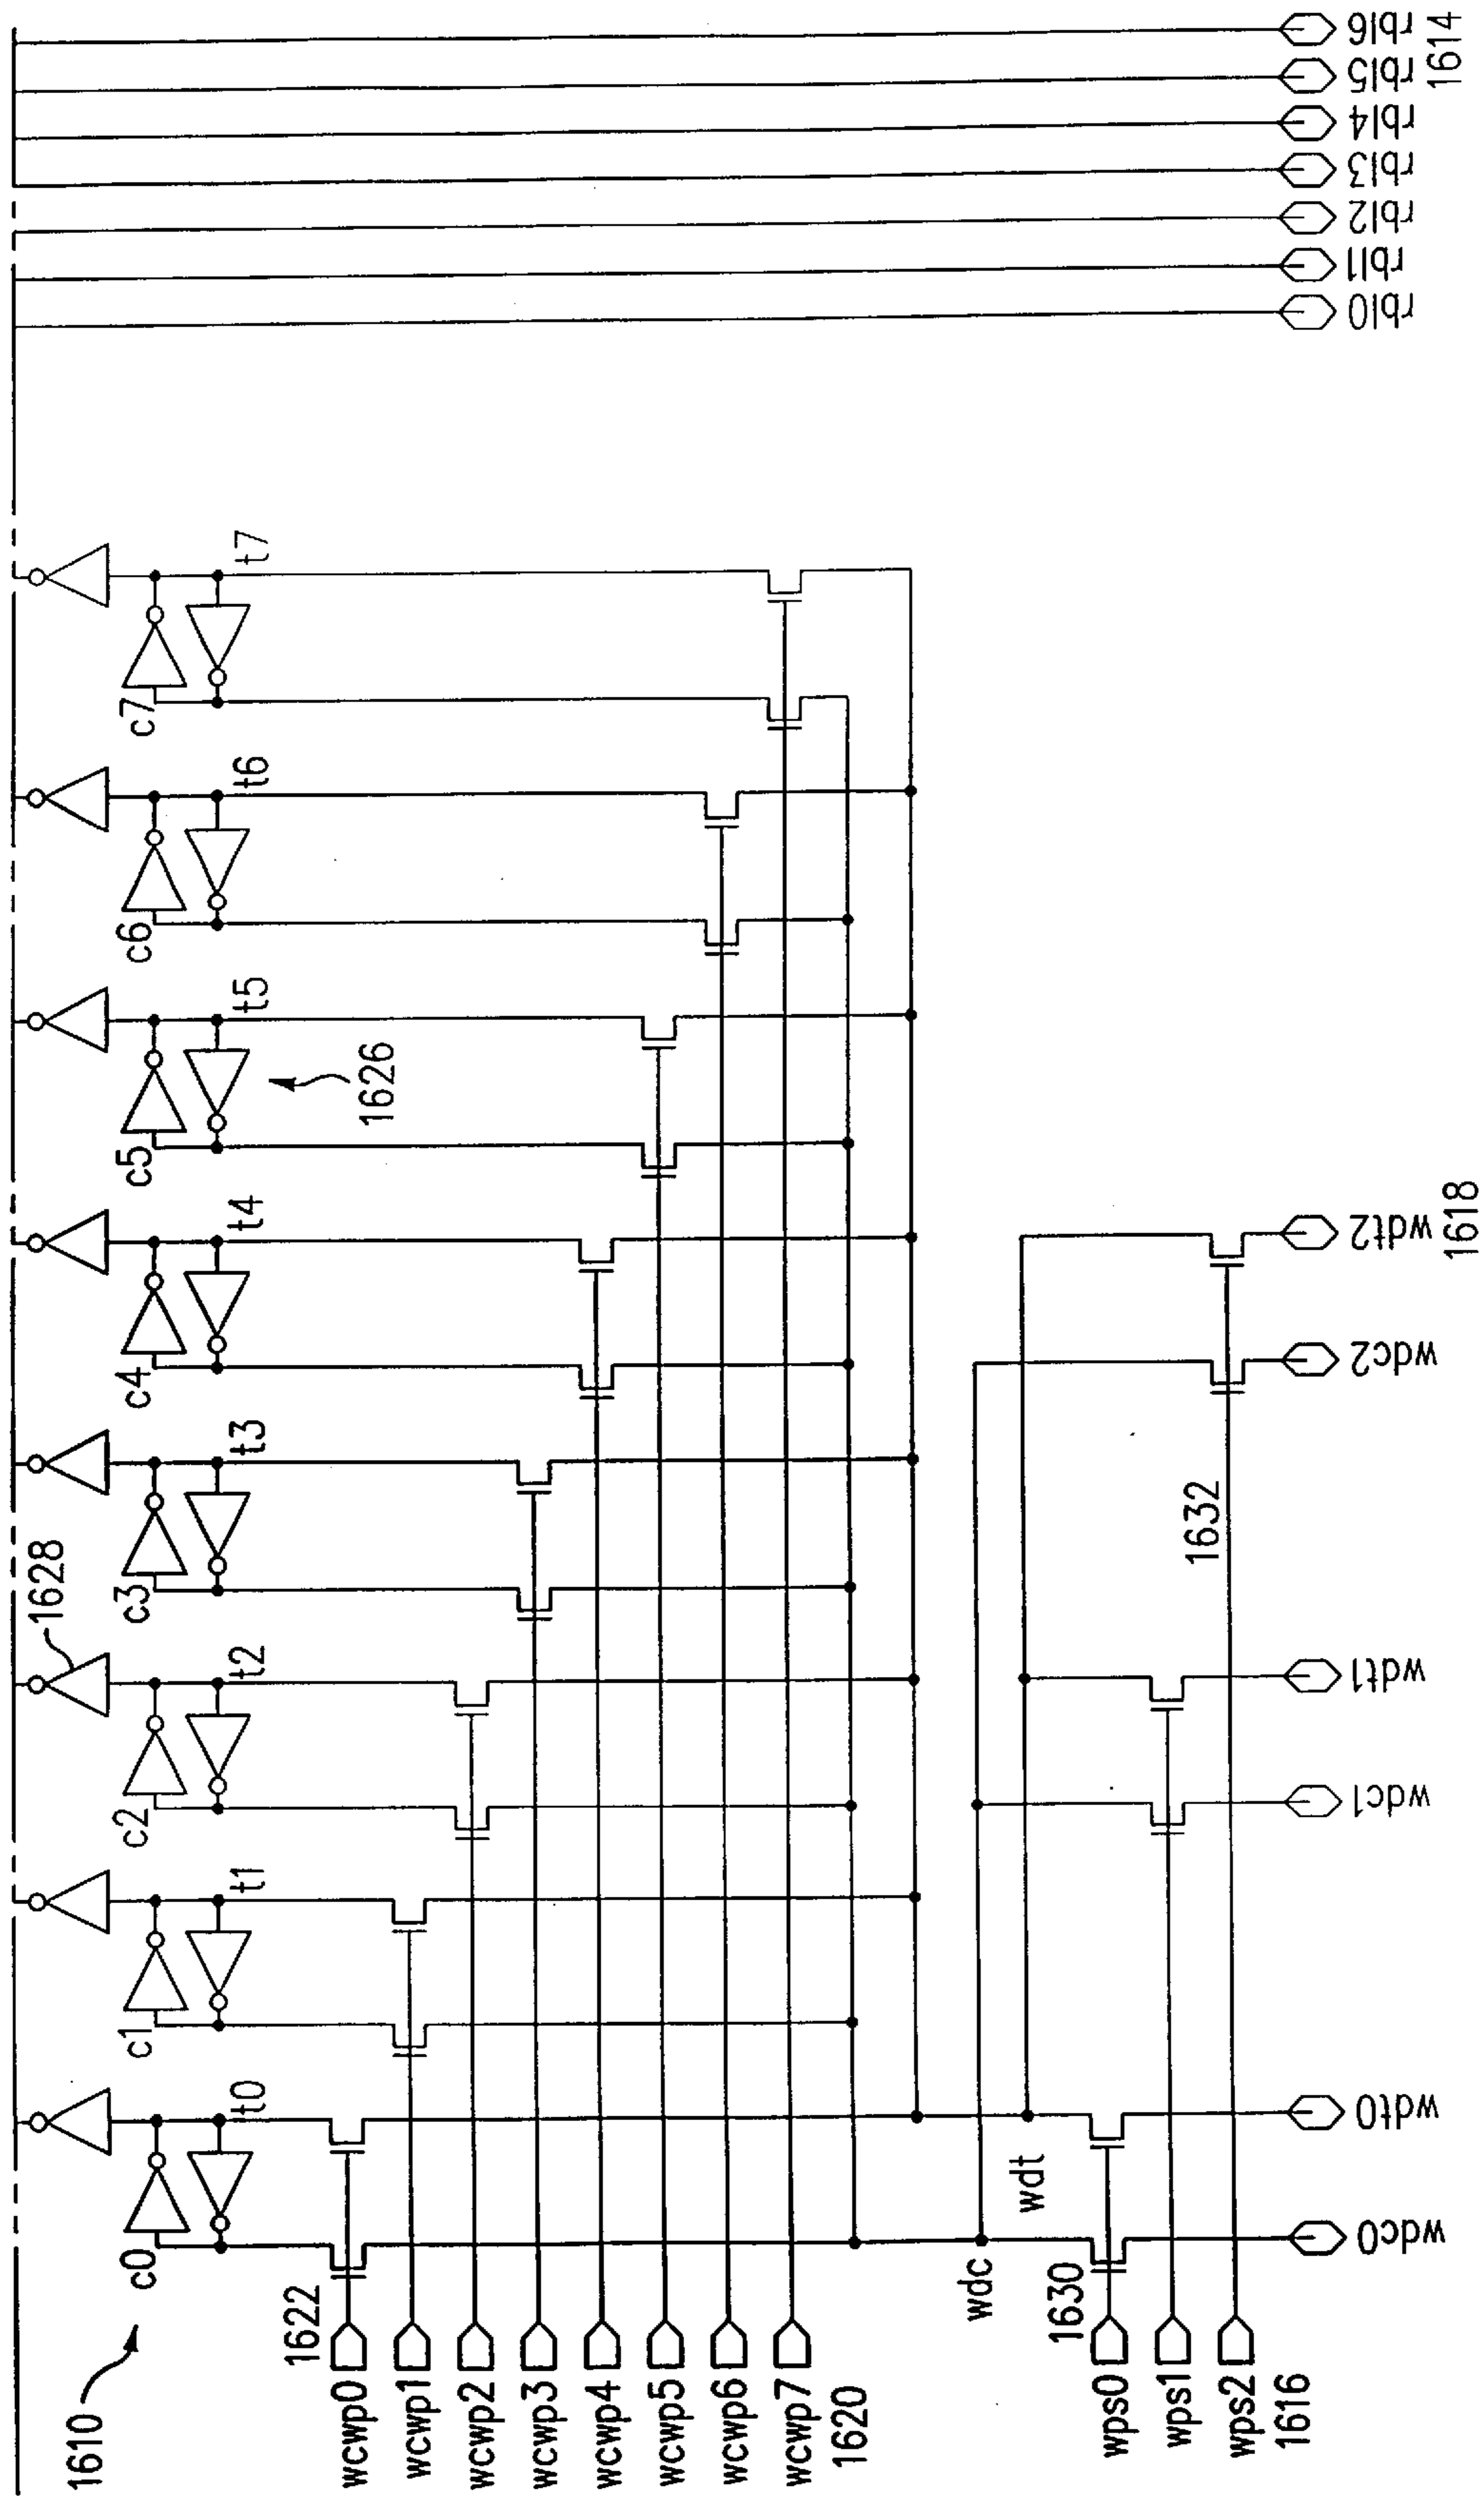 1610
c0
t0
c1
t1
c2
t2
1628
c3
t3
c4
t4
c5
t5
1626
c6
t6
c7
t7
1622
wcwp0
wcwp1
wcwp2
wcwp3
wcwp4
wcwp5
wcwp6
wcwp7
1620
wdc
wdt
1630
1632
wps0
wps1
wps2
1616
wdc0
wdt0
wdc1
wdt1
wdc2
wdt2
1618
rbl0
rbl1
rbl2
rbl3
rbl4
rbl5
rbl6
1614